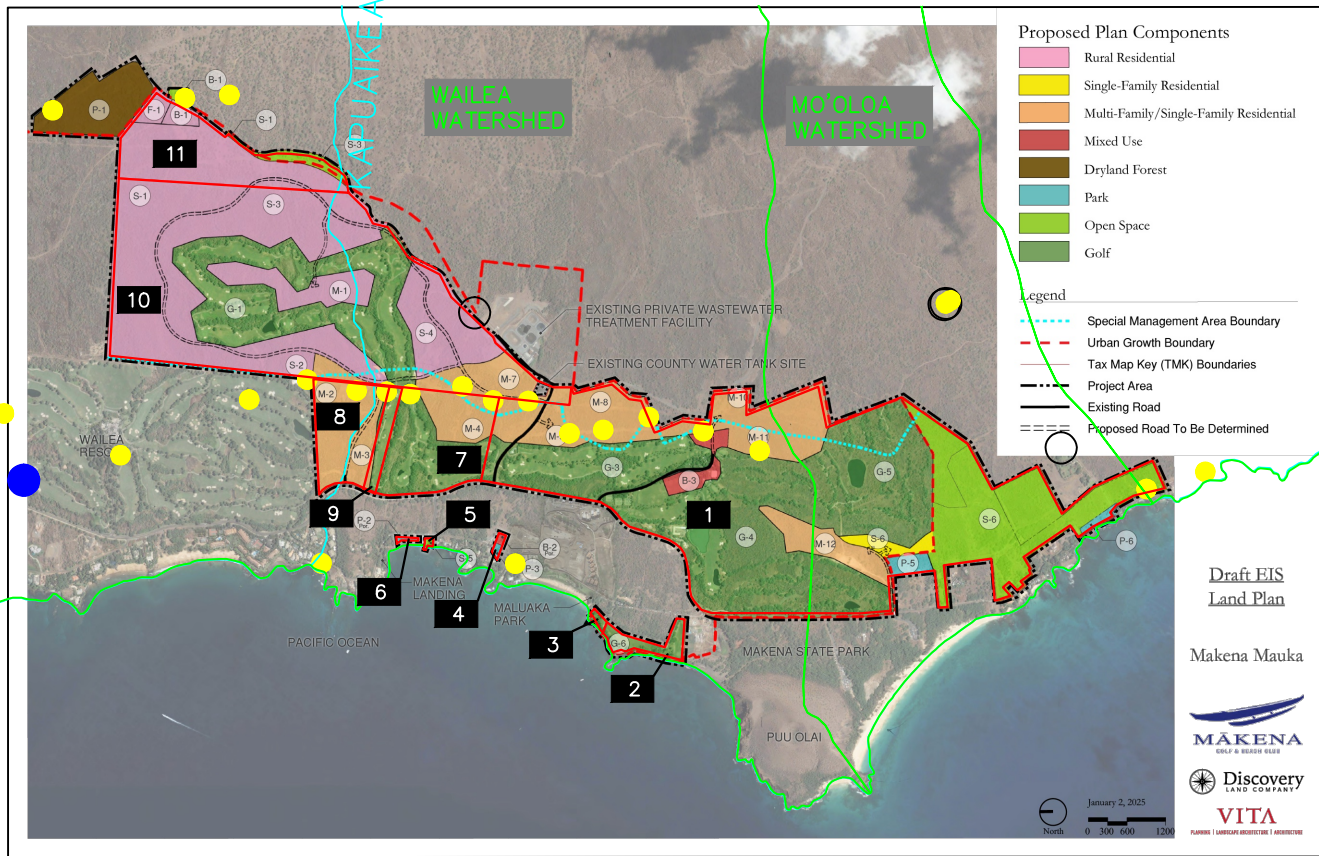 KAPUAIKEA
WAILEA
WATERSHED
MO'OLOA
WATERSHED
Proposed Plan Components
Rural Residential
Single-Family Residential
Multi-Family/Single-Family Residential
Mixed Use
Dryland Forest
Park
Open Space
Golf
Legend
Special Management Area Boundary
Urban Growth Boundary
Tax Map Key (TMK) Boundaries
Project Area
Existing Road
Proposed Road To Be Determined
B-1
P-1
F-1
B-1
S-1
S-3
11
S-1
S-3
10
M-1
G-1
S-4
S-2
EXISTING PRIVATE WASTEWATER
TREATMENT FACILITY
EXISTING COUNTY WATER TANK SITE
M-7
M-2
8
M-8
M-10
M-3
M-4
7
M-11
WAILEA
G-3
G-5
B-3
9
P-2
5
1
S-6
G-4
M-12
S-6
P-5
P-6
6
S-5
B-2
P-3
MAKENA
LANDING
4
MALUAKA
PARK
3
G-6
2
PACIFIC OCEAN
MAKENA STATE PARK
PUU OLAI
Draft EIS
Land Plan
Makena Mauka
MĀKENA
GOLF & BEACH CLUB
Discovery
LAND COMPANY
VITA
PLANNING | LANDSCAPE ARCHITECTURE | ARCHITECTURE
January 2, 2025
North
0 300 600 1200